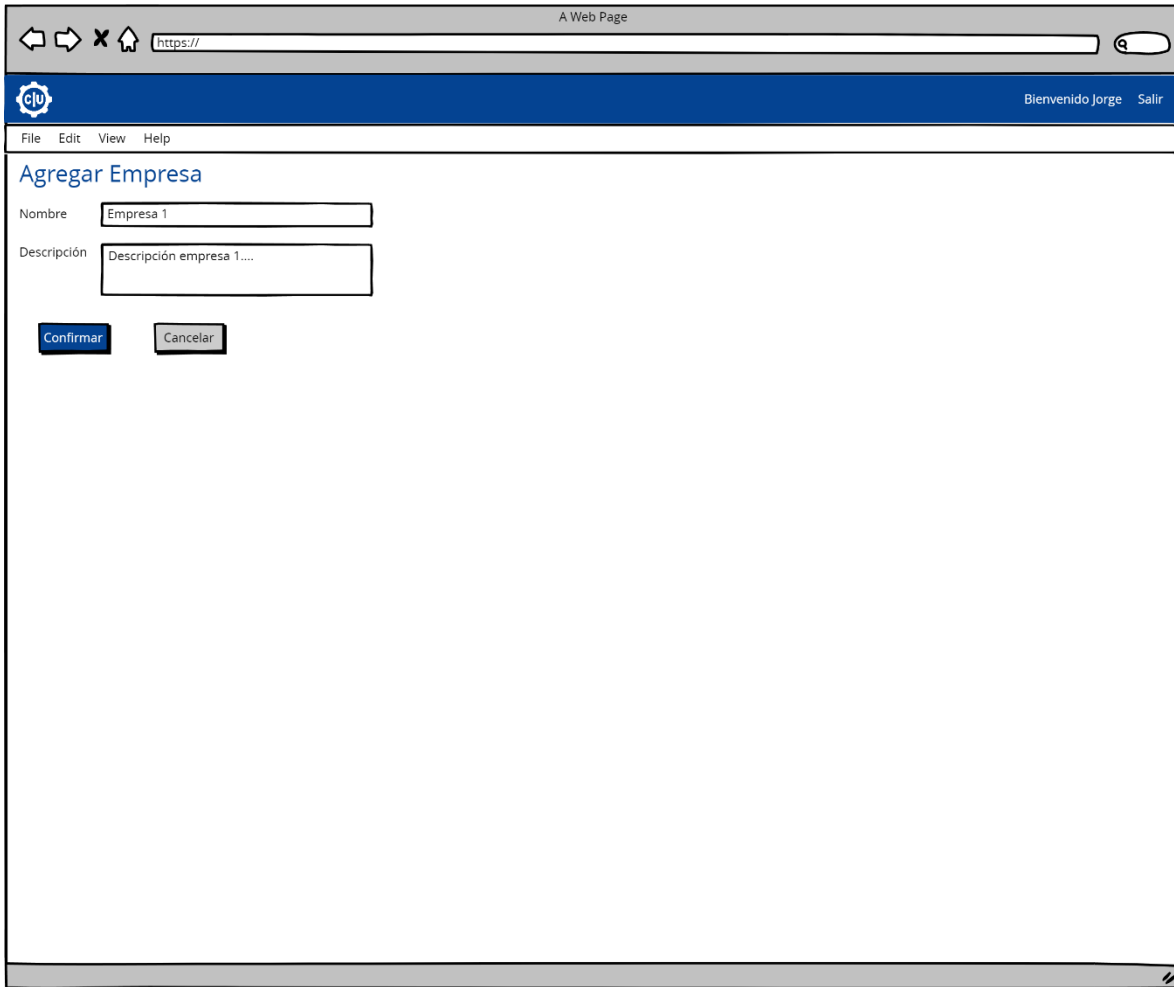 A Web Page
https://
c|u
Bienvenido Jorge Salir
File Edit View Help
Agregar Empresa
Nombre Empresa 1
Descripción Descripción empresa 1....
Confirmar Cancelar